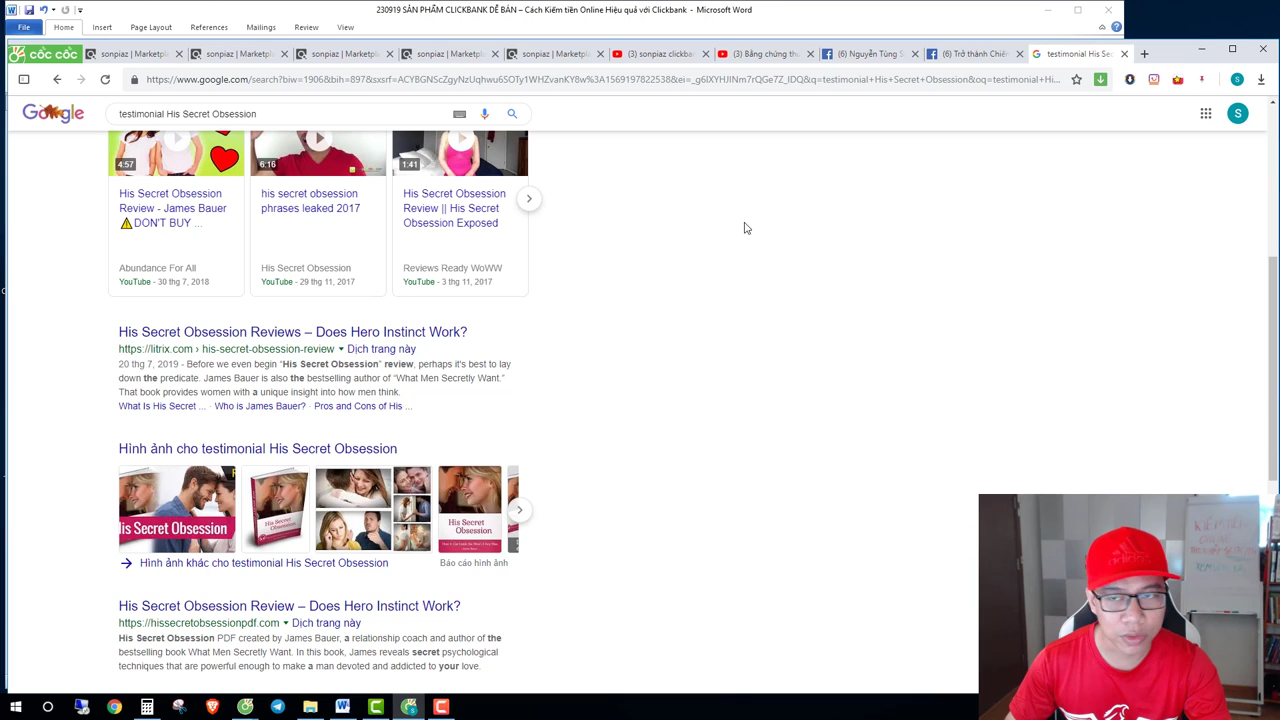 230919 SẢN PHẨM CLICKBANK DỄ BÁN – Cách Kiếm tiền Online Hiệu quả với Clickbank - Microsoft Word
File Home Insert Page Layout References Mailings Review View
cốc cốc sonpiaz | Marketpl sonpiaz | Marketpl sonpiaz | Marketpl sonpiaz | Marketpl sonpiaz | Marketpl (3) sonpiaz clickban (3) Bảng lương thu (6) Nguyễn Tùng S (6) Trở thành Chiến testimonial His Sec
https://www.google.com/search?biw=1906&bih=897&sxsrf=ACYBGNScZgyNzUqhwu6SOTy1WHZvanKY8w%3A1569197822538&ei=_g6IXYHJINm7rQGe7Z_IDQ&q=testimonial+His+Secret+Obsession&oq=testimonial+Hi...
Google testimonial His Secret Obsession S
4:57 6:16 1:41
His Secret Obsession Review - James Bauer ⚠DON'T BUY ...
Abundance For All
YouTube - 30 thg 7, 2018
his secret obsession phrases leaked 2017
His Secret Obsession
YouTube - 29 thg 11, 2017
His Secret Obsession Review || His Secret Obsession Exposed
Reviews Ready WoWW
YouTube - 3 thg 11, 2017
His Secret Obsession Reviews – Does Hero Instinct Work?
https://litrix.com › his-secret-obsession-review ▾ Dịch trang này
20 thg 7, 2019 - Before we even begin “His Secret Obsession” review, perhaps it's best to lay
down the predicate. James Bauer is also the bestselling author of “What Men Secretly Want.”
That book provides women with a unique insight into how men think.
What Is His Secret ... · Who is James Bauer? · Pros and Cons of His ...
Hình ảnh cho testimonial His Secret Obsession
His Secret Obsession
His Secret
Obsession
→ Hình ảnh khác cho testimonial His Secret Obsession Báo cáo hình ảnh
His Secret Obsession Review – Does Hero Instinct Work?
https://hissecretobsessionpdf.com ▾ Dịch trang này
His Secret Obsession PDF created by James Bauer, a relationship coach and author of the
bestselling book What Men Secretly Want. In this book, James reveals secret psychological
techniques that are powerful enough to make a man devoted and addicted to your love.
adidas